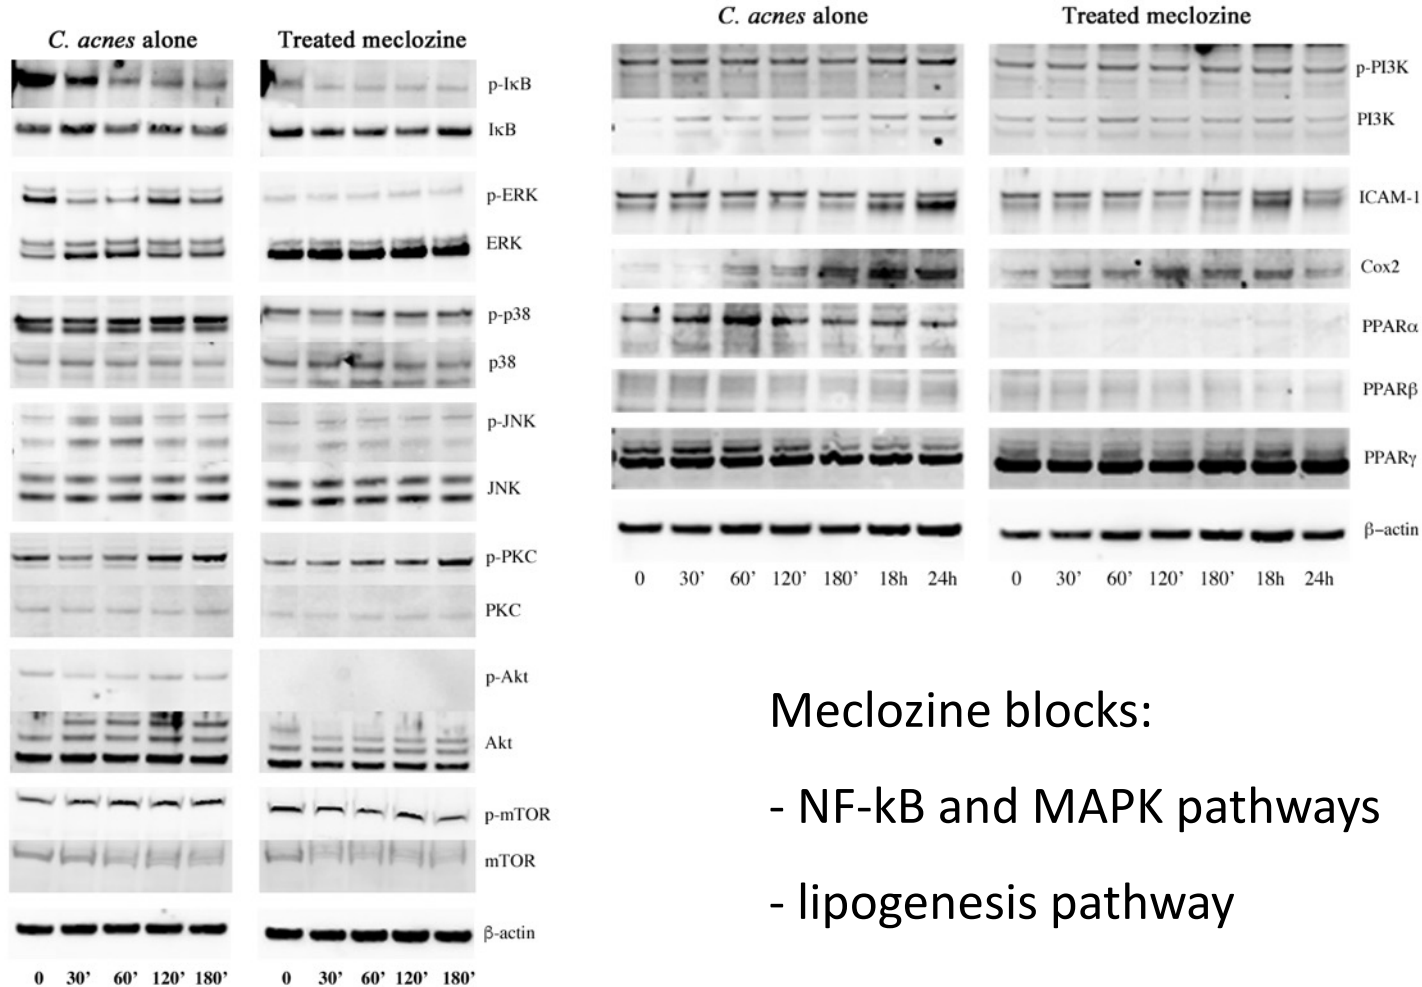 C. acnes alone Treated meclozine
p-IκB
IκB
p-ERK
ERK
p-p38
p38
p-JNK
JNK
p-PKC
PKC
p-Akt
Akt
p-mTOR
mTOR
β-actin
0 30’ 60’ 120’ 180’ 0 30’ 60’ 120’ 180’
C. acnes alone Treated meclozine
p-PI3K
PI3K
ICAM-1
Cox2
PPARα
PPARβ
PPARγ
β-actin
0 30’ 60’ 120’ 180’ 18h 24h 0 30’ 60’ 120’ 180’ 18h 24h
Meclozine blocks:
- NF-kB and MAPK pathways
- lipogenesis pathway